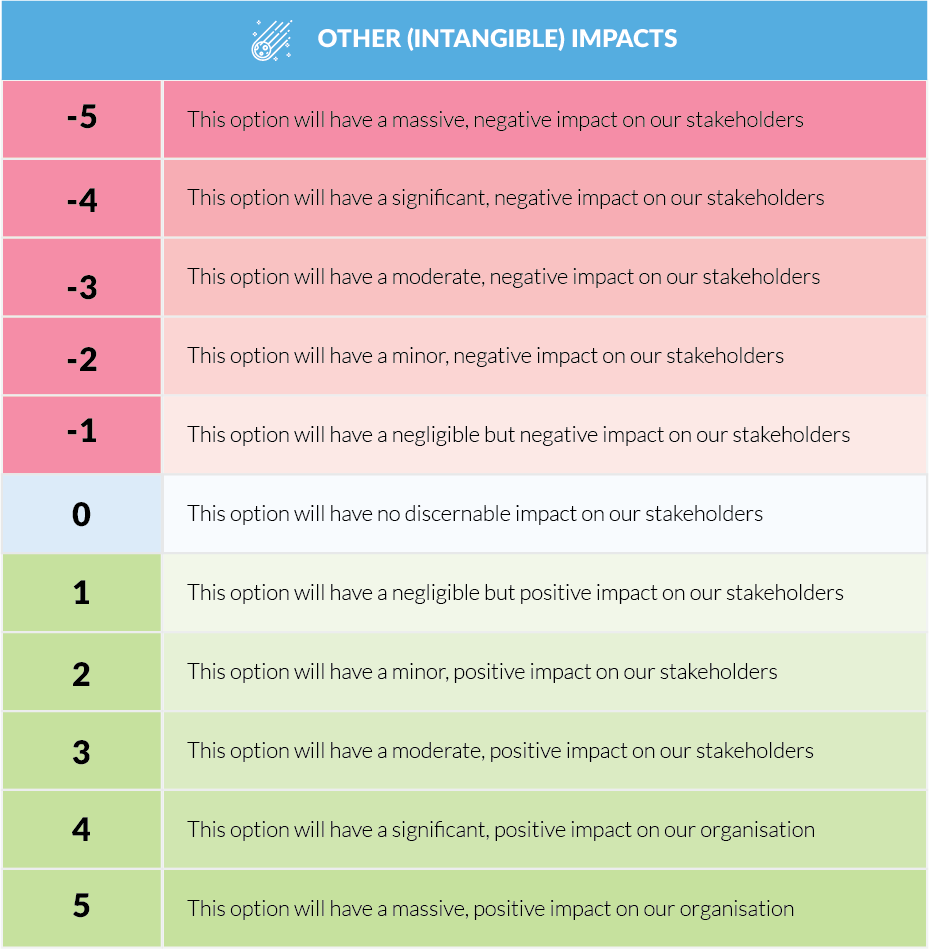 OTHER (INTANGIBLE) IMPACTS
-5 This option will have a massive, negative impact on our stakeholders
-4 This option will have a significant, negative impact on our stakeholders
-3 This option will have a moderate, negative impact on our stakeholders
-2 This option will have a minor, negative impact on our stakeholders
-1 This option will have a negligible but negative impact on our stakeholders
0 This option will have no discernable impact on our stakeholders
1 This option will have a negligible but positive impact on our stakeholders
2 This option will have a minor, positive impact on our stakeholders
3 This option will have a moderate, positive impact on our stakeholders
4 This option will have a significant, positive impact on our organisation
5 This option will have a massive, positive impact on our organisation